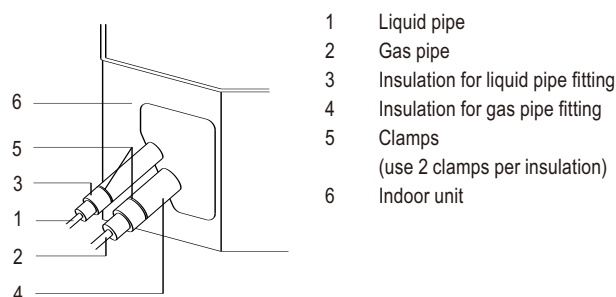 6
5
3
1
2
4
1 Liquid pipe
2 Gas pipe
3 Insulation for liquid pipe fitting
4 Insulation for gas pipe fitting
5 Clamps
(use 2 clamps per insulation)
6 Indoor unit